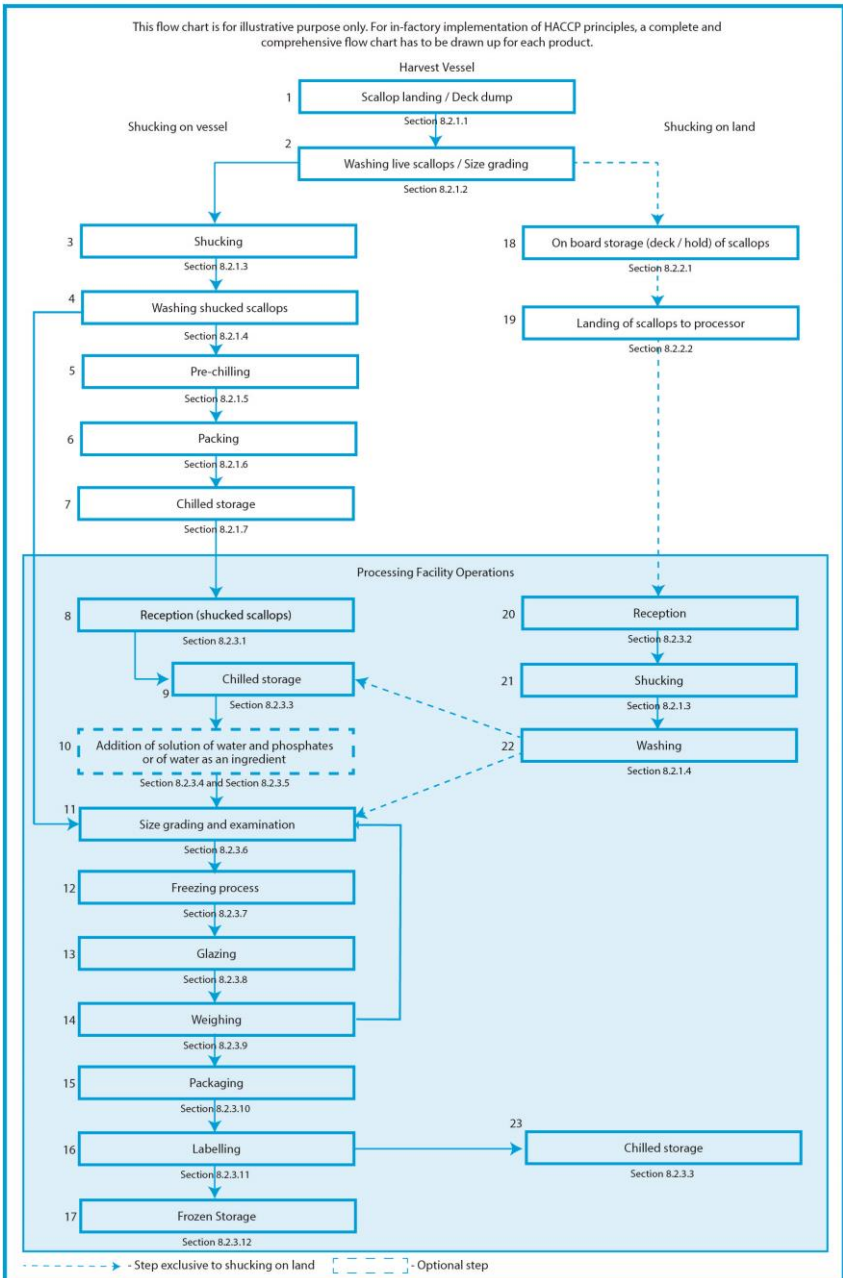 This flow chart is for illustrative purpose only. For in-factory implementation of HACCP principles, a complete and
comprehensive flow chart has to be drawn up for each product.
Harvest Vessel
1
Scallop landing / Deck dump
Section 8.2.1.1
Shucking on vessel
Shucking on land
2
Washing live scallops / Size grading
Section 8.2.1.2
3
Shucking
Section 8.2.1.3
18
On board storage (deck / hold) of scallops
Section 8.2.2.1
4
Washing shucked scallops
Section 8.2.1.4
19
Landing of scallops to processor
Section 8.2.2.2
5
Pre-chilling
Section 8.2.1.5
6
Packing
Section 8.2.1.6
7
Chilled storage
Section 8.2.1.7
Processing Facility Operations
8
Reception (shucked scallops)
Section 8.2.3.1
20
Reception
Section 8.2.3.2
9
Chilled storage
Section 8.2.3.3
21
Shucking
Section 8.2.1.3
10
Addition of solution of water and phosphates
or of water as an ingredient
Section 8.2.3.4 and Section 8.2.3.5
22
Washing
Section 8.2.1.4
11
Size grading and examination
Section 8.2.3.6
12
Freezing process
Section 8.2.3.7
13
Glazing
Section 8.2.3.8
14
Weighing
Section 8.2.3.9
15
Packaging
Section 8.2.3.10
16
Labelling
Section 8.2.3.11
23
Chilled storage
Section 8.2.3.3
17
Frozen Storage
Section 8.2.3.12
- Step exclusive to shucking on land
- Optional step